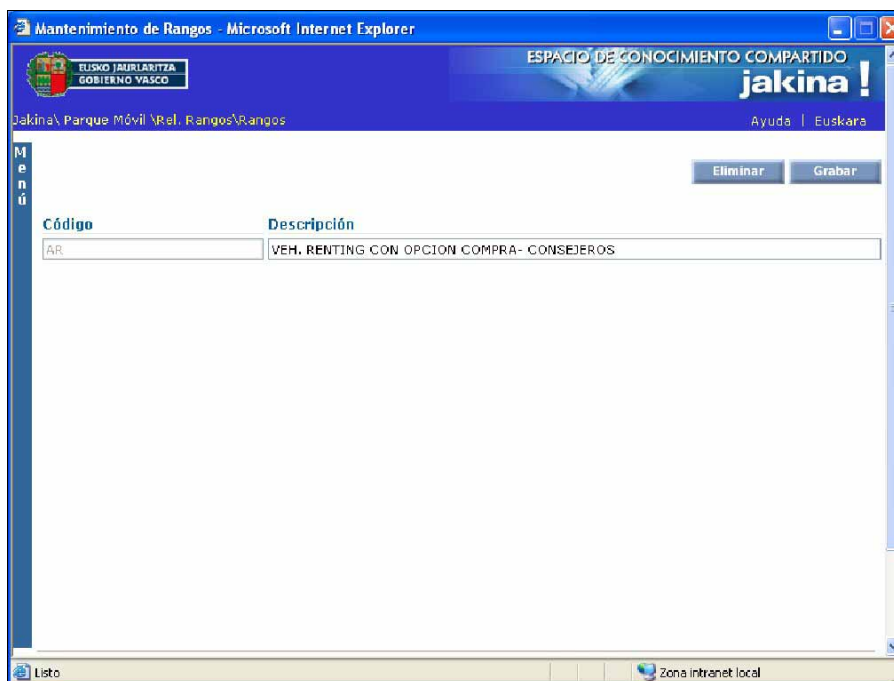 Mantenimiento de Rangos - Microsoft Internet Explorer
EUSKO JAURLARITZA
GOBIERNO VASCO
ESPACIO DE CONOCIMIENTO COMPARTIDO
jakina !
Jakina\ Parque Móvil \Rel. Rangos\Rangos
Ayuda | Euskara
Menú
Eliminar Grabar
Código Descripción
AR VEH. RENTING CON OPCION COMPRA- CONSEJEROS
Listo Zona intranet local